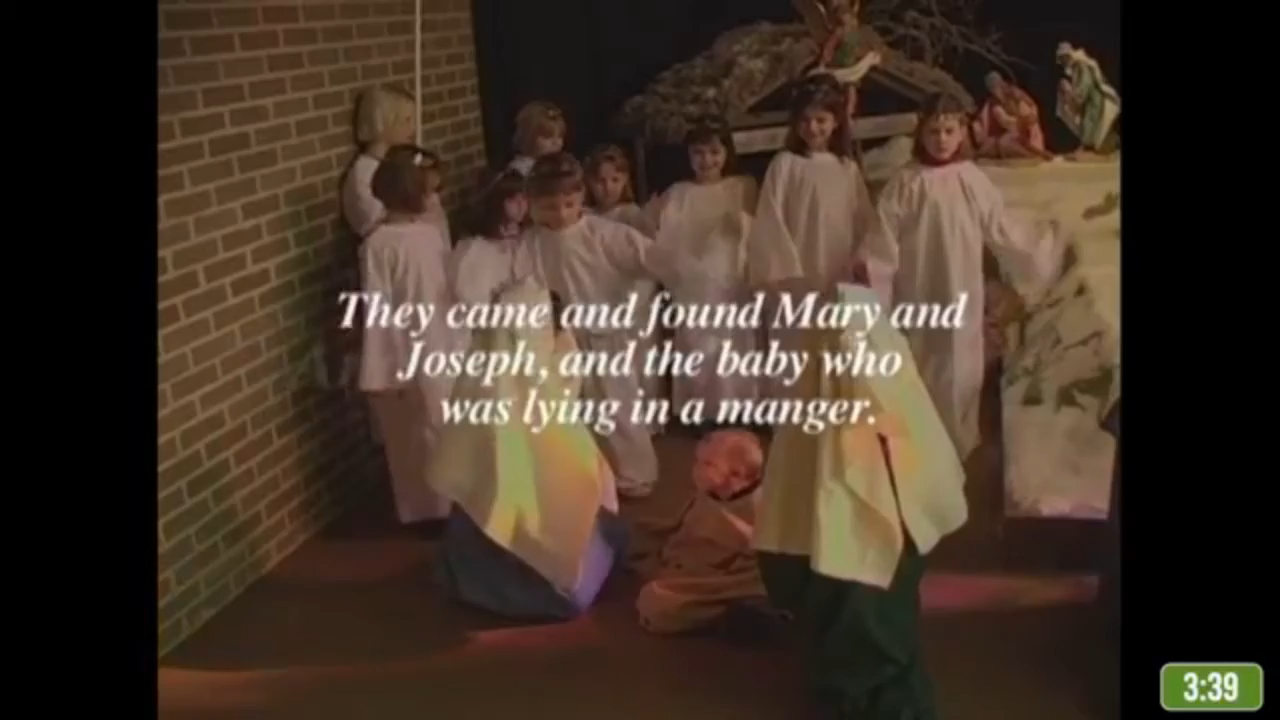 They came and found Mary and
Joseph, and the baby who
was lying in a manger.
3:39